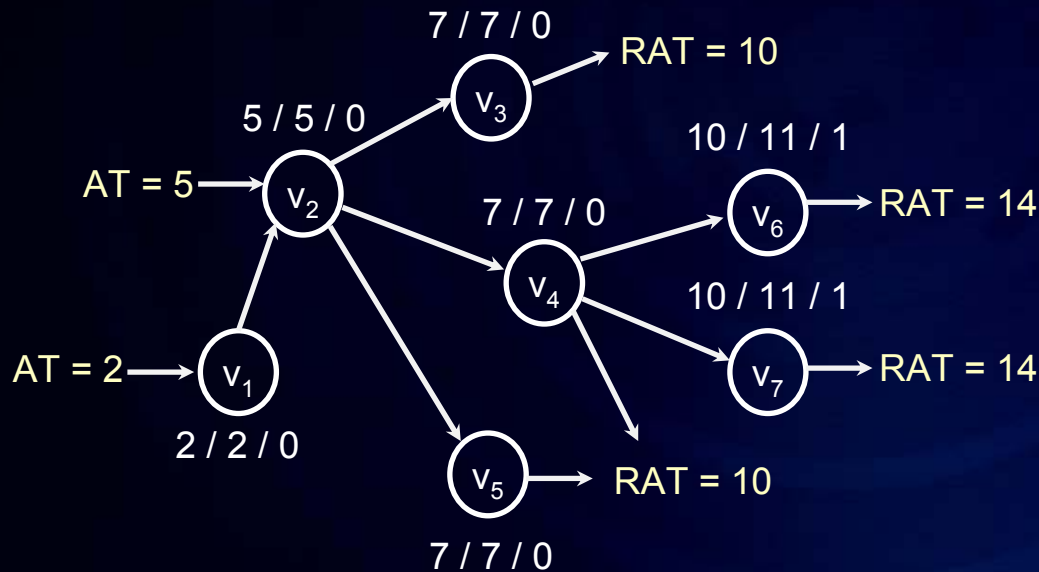 7 / 7 / 0
RAT = 10
v3
5 / 5 / 0
10 / 11 / 1
AT = 5
v2
7 / 7 / 0
v6
RAT = 14
v4
10 / 11 / 1
AT = 2
v1
v7
RAT = 14
2 / 2 / 0
v5
RAT = 10
7 / 7 / 0